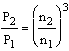 P₂/P₁ = (n₂/n₁)³